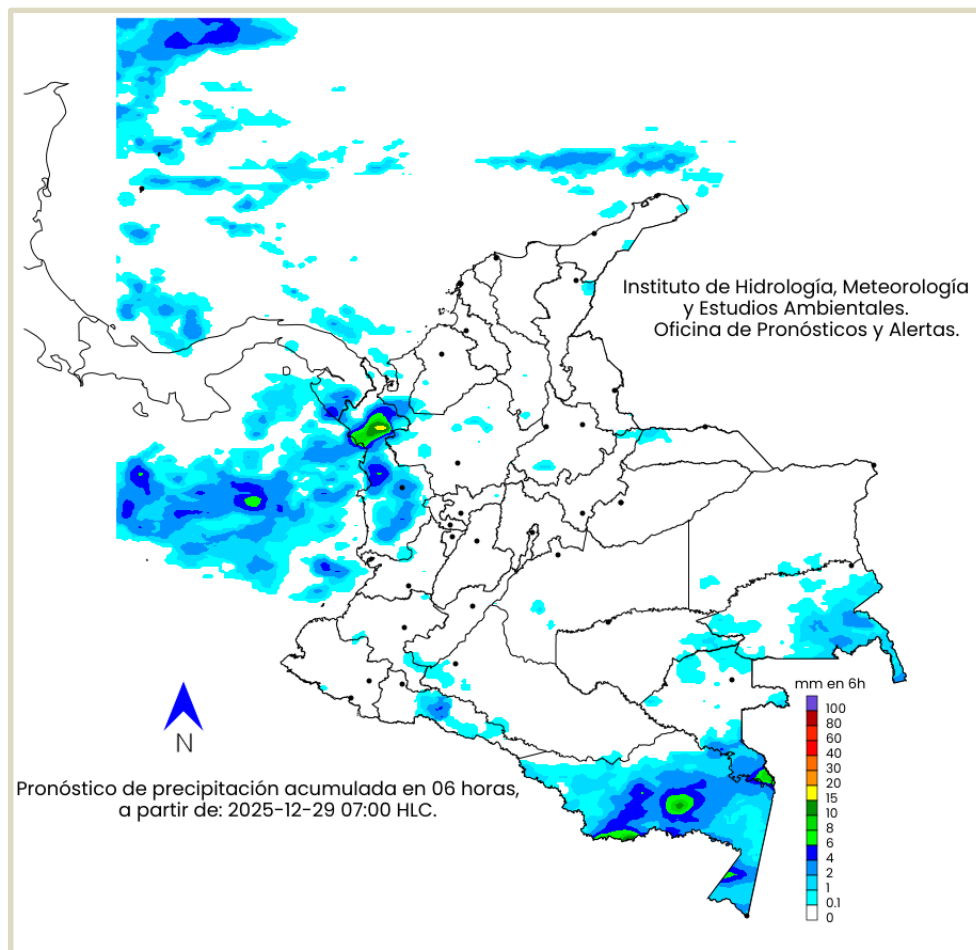 Instituto de Hidrología, Meteorología
y Estudios Ambientales.
Oficina de Pronósticos y Alertas.
mm en 6h
100
80
60
40
30
20
15
10
8
6
4
2
1
0.1
0
N
Pronóstico de precipitación acumulada en 06 horas,
a partir de: 2025-12-29 07:00 HLC.